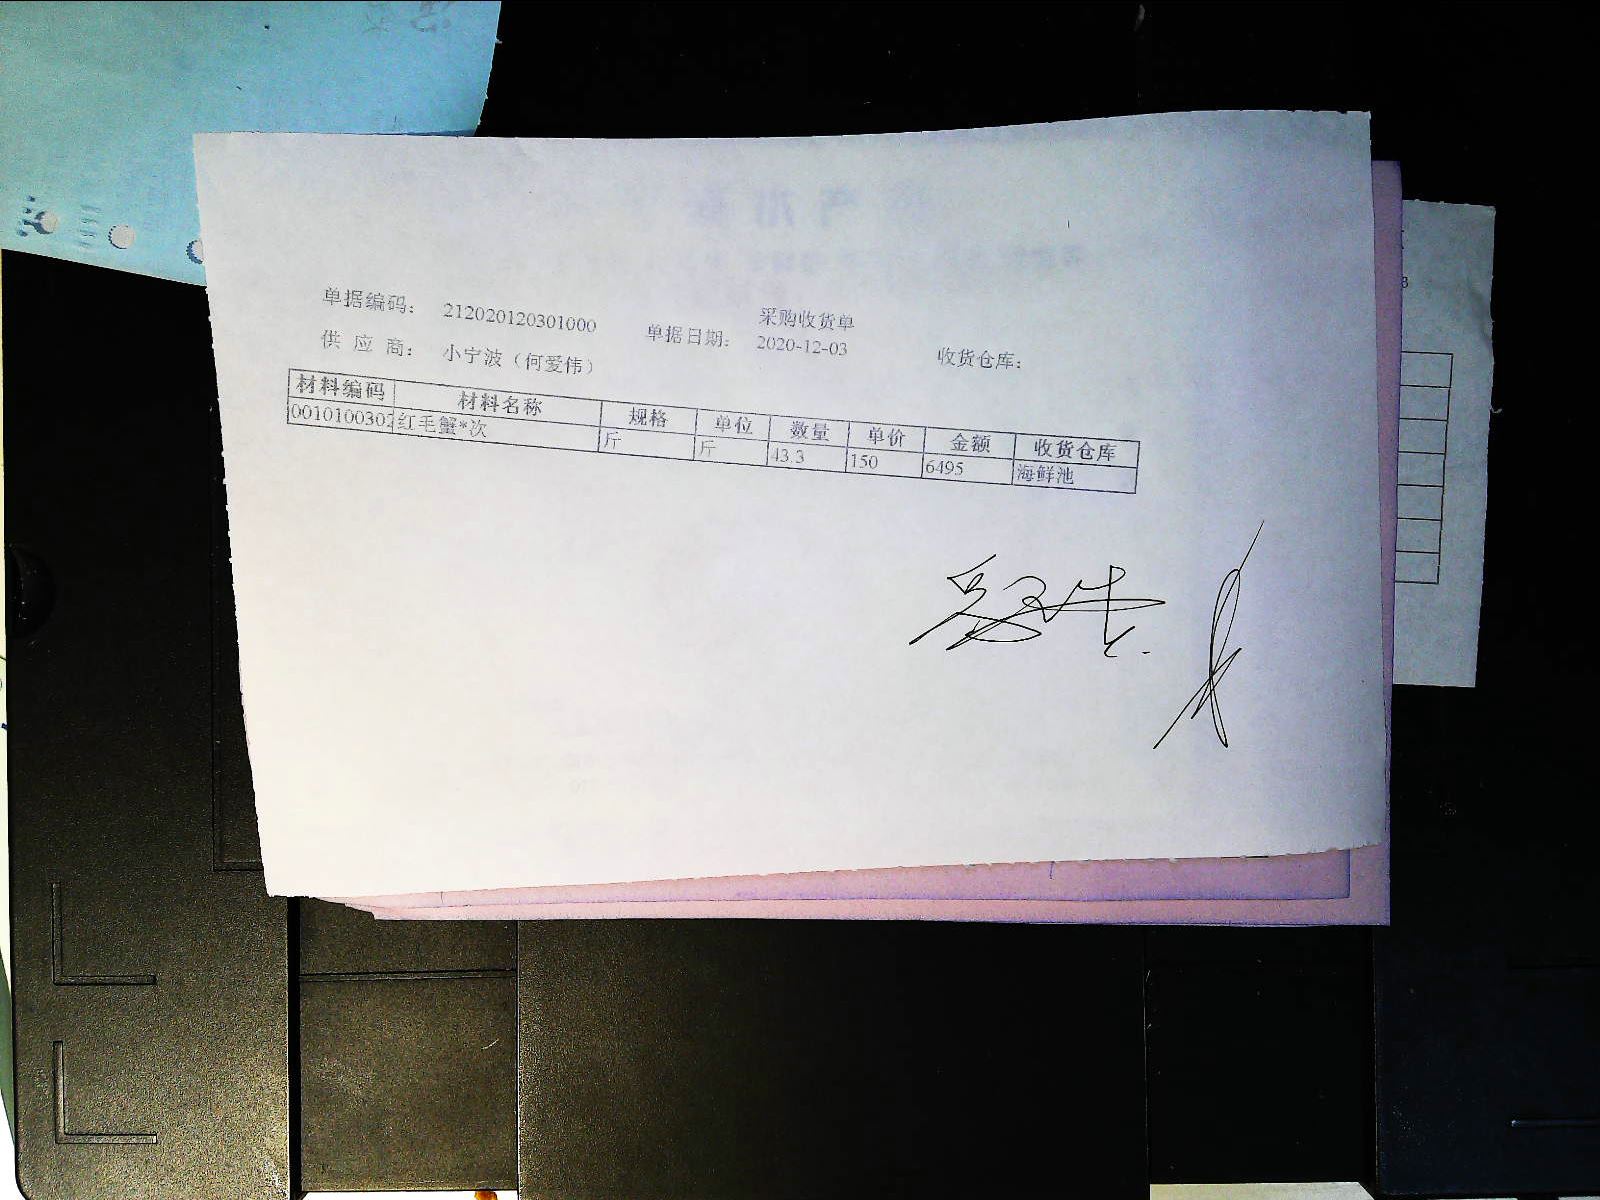 采购收货单
单据编码： 212020120301000 单据日期： 2020-12-03 收货仓库：
供 应 商： 小宁波（何爱伟）
材料编码 材料名称 规格 单位 数量 单价 金额 收货仓库
0010100302 红毛蟹*次 斤 斤 43.3 150 6495 海鲜池